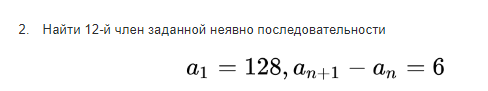 2. Найти 12-й член заданной неявно последовательности
a₁ = 128, aₙ₊₁ − aₙ = 6